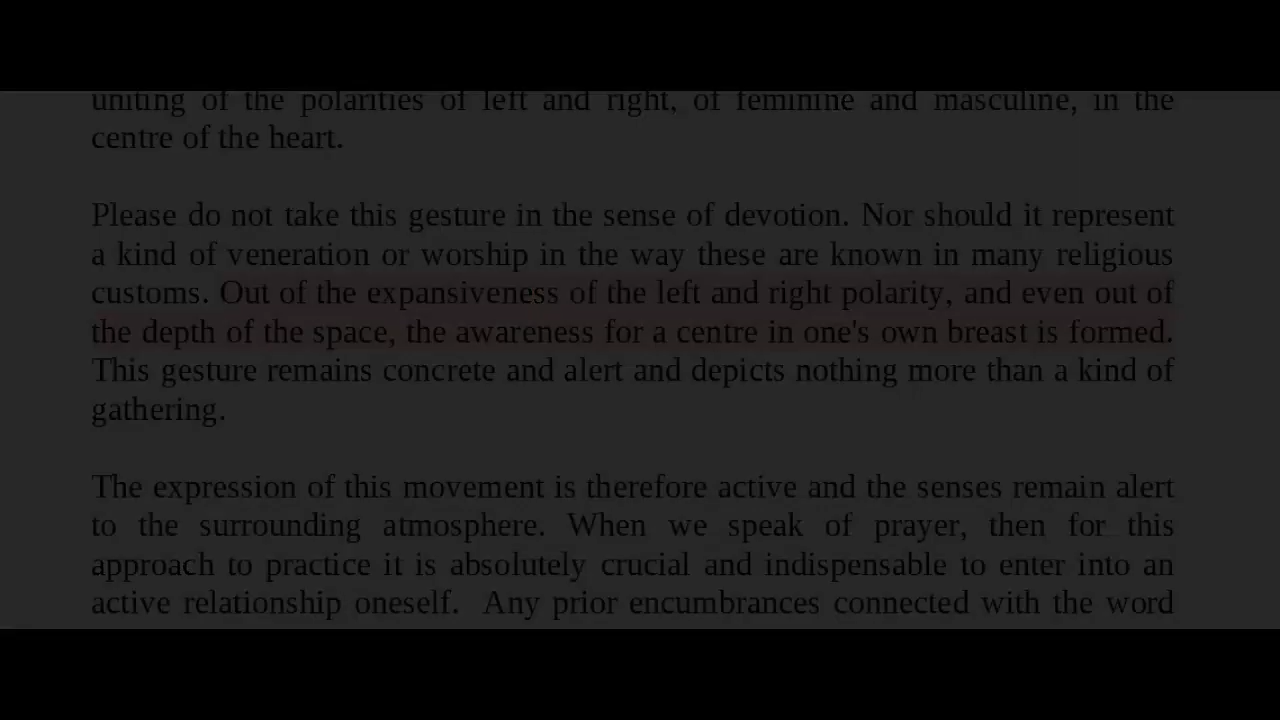 uniting of the polarities of left and right, of feminine and masculine, in the
centre of the heart.
Please do not take this gesture in the sense of devotion. Nor should it represent
a kind of veneration or worship in the way these are known in many religious
customs. Out of the expansiveness of the left and right polarity, and even out of
the depth of the space, the awareness for a centre in one's own breast is formed.
This gesture remains concrete and alert and depicts nothing more than a kind of
gathering.
The expression of this movement is therefore active and the senses remain alert
to the surrounding atmosphere. When we speak of prayer, then for this
approach to practice it is absolutely crucial and indispensable to enter into an
active relationship oneself. Any prior encumbrances connected with the word